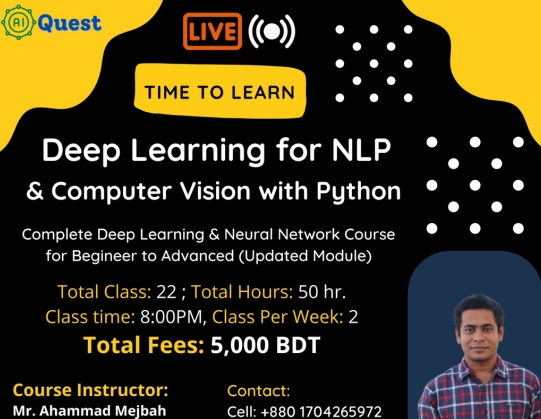 AI Quest
LIVE
TIME TO LEARN
Deep Learning for NLP
& Computer Vision with Python
Complete Deep Learning & Neural Network Course
for Begineer to Advanced (Updated Module)
Total Class: 22 ; Total Hours: 50 hr.
Class time: 8:00PM, Class Per Week: 2
Total Fees: 5,000 BDT
Course Instructor:
Mr. Ahammad Mejbah
Contact:
Cell: +880 1704265972